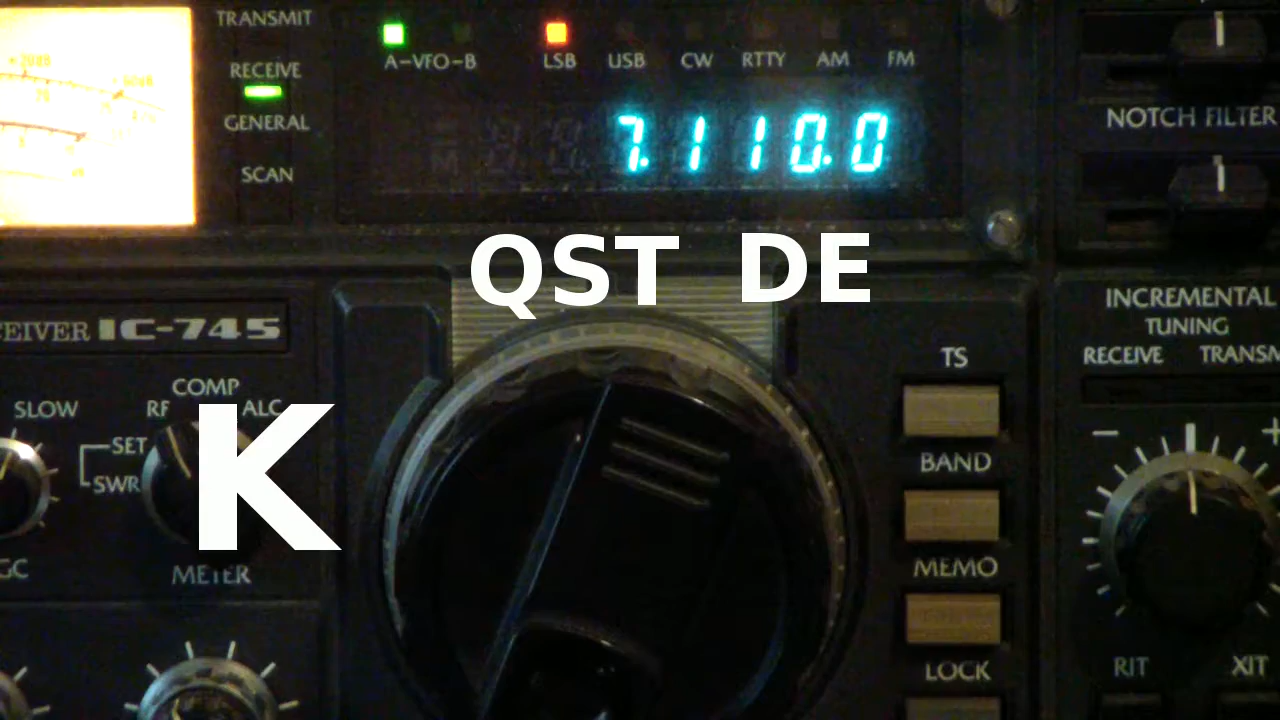 TRANSMIT
A-VFO-B LSB USB CW RTTY AM FM
RECEIVE
GENERAL
SCAN
7.110.0
NOTCH FILTER
QST DE
CEIVER IC-745
INCREMENTAL
TUNING
RECEIVE TRANSM
TS
COMP
SLOW RF ALC
SET
SWR
K
BAND
GC METER
MEMO
LOCK
RIT XIT